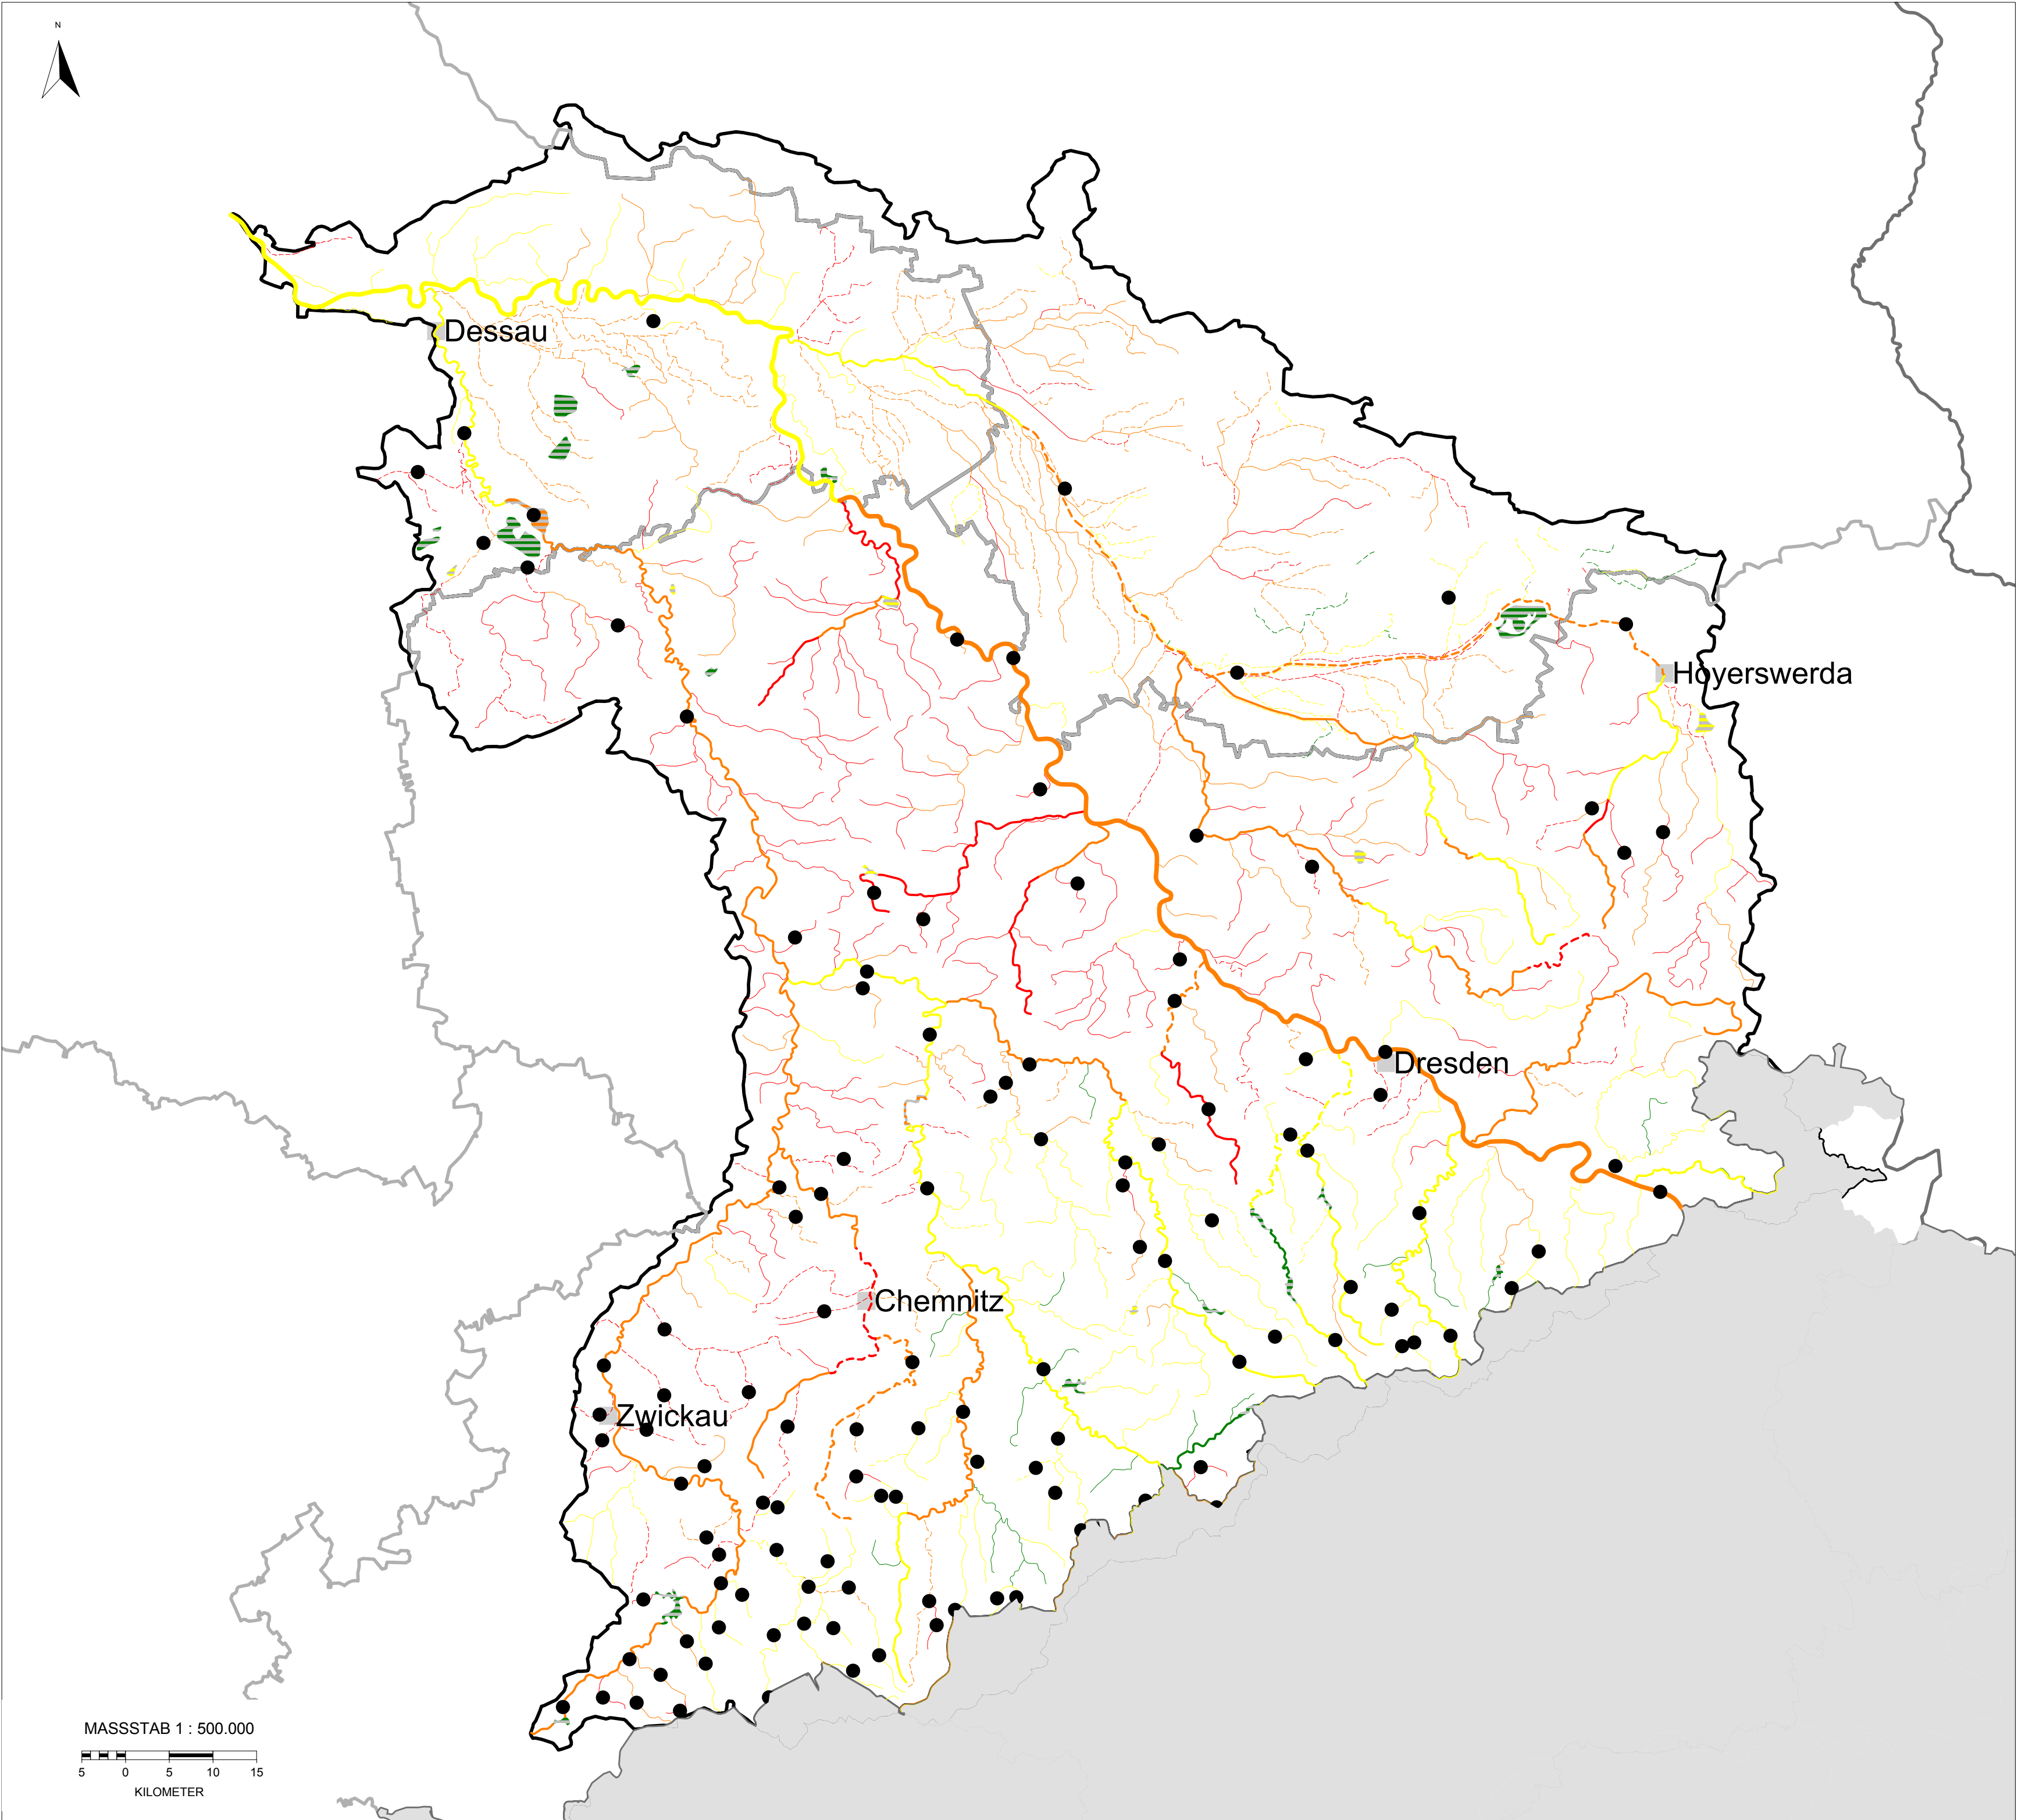 N
Dessau
Hoyerswerda
Dresden
Chemnitz
Zwickau
MASSSTAB 1 : 500.000
5 0 5 10 15
KILOMETER